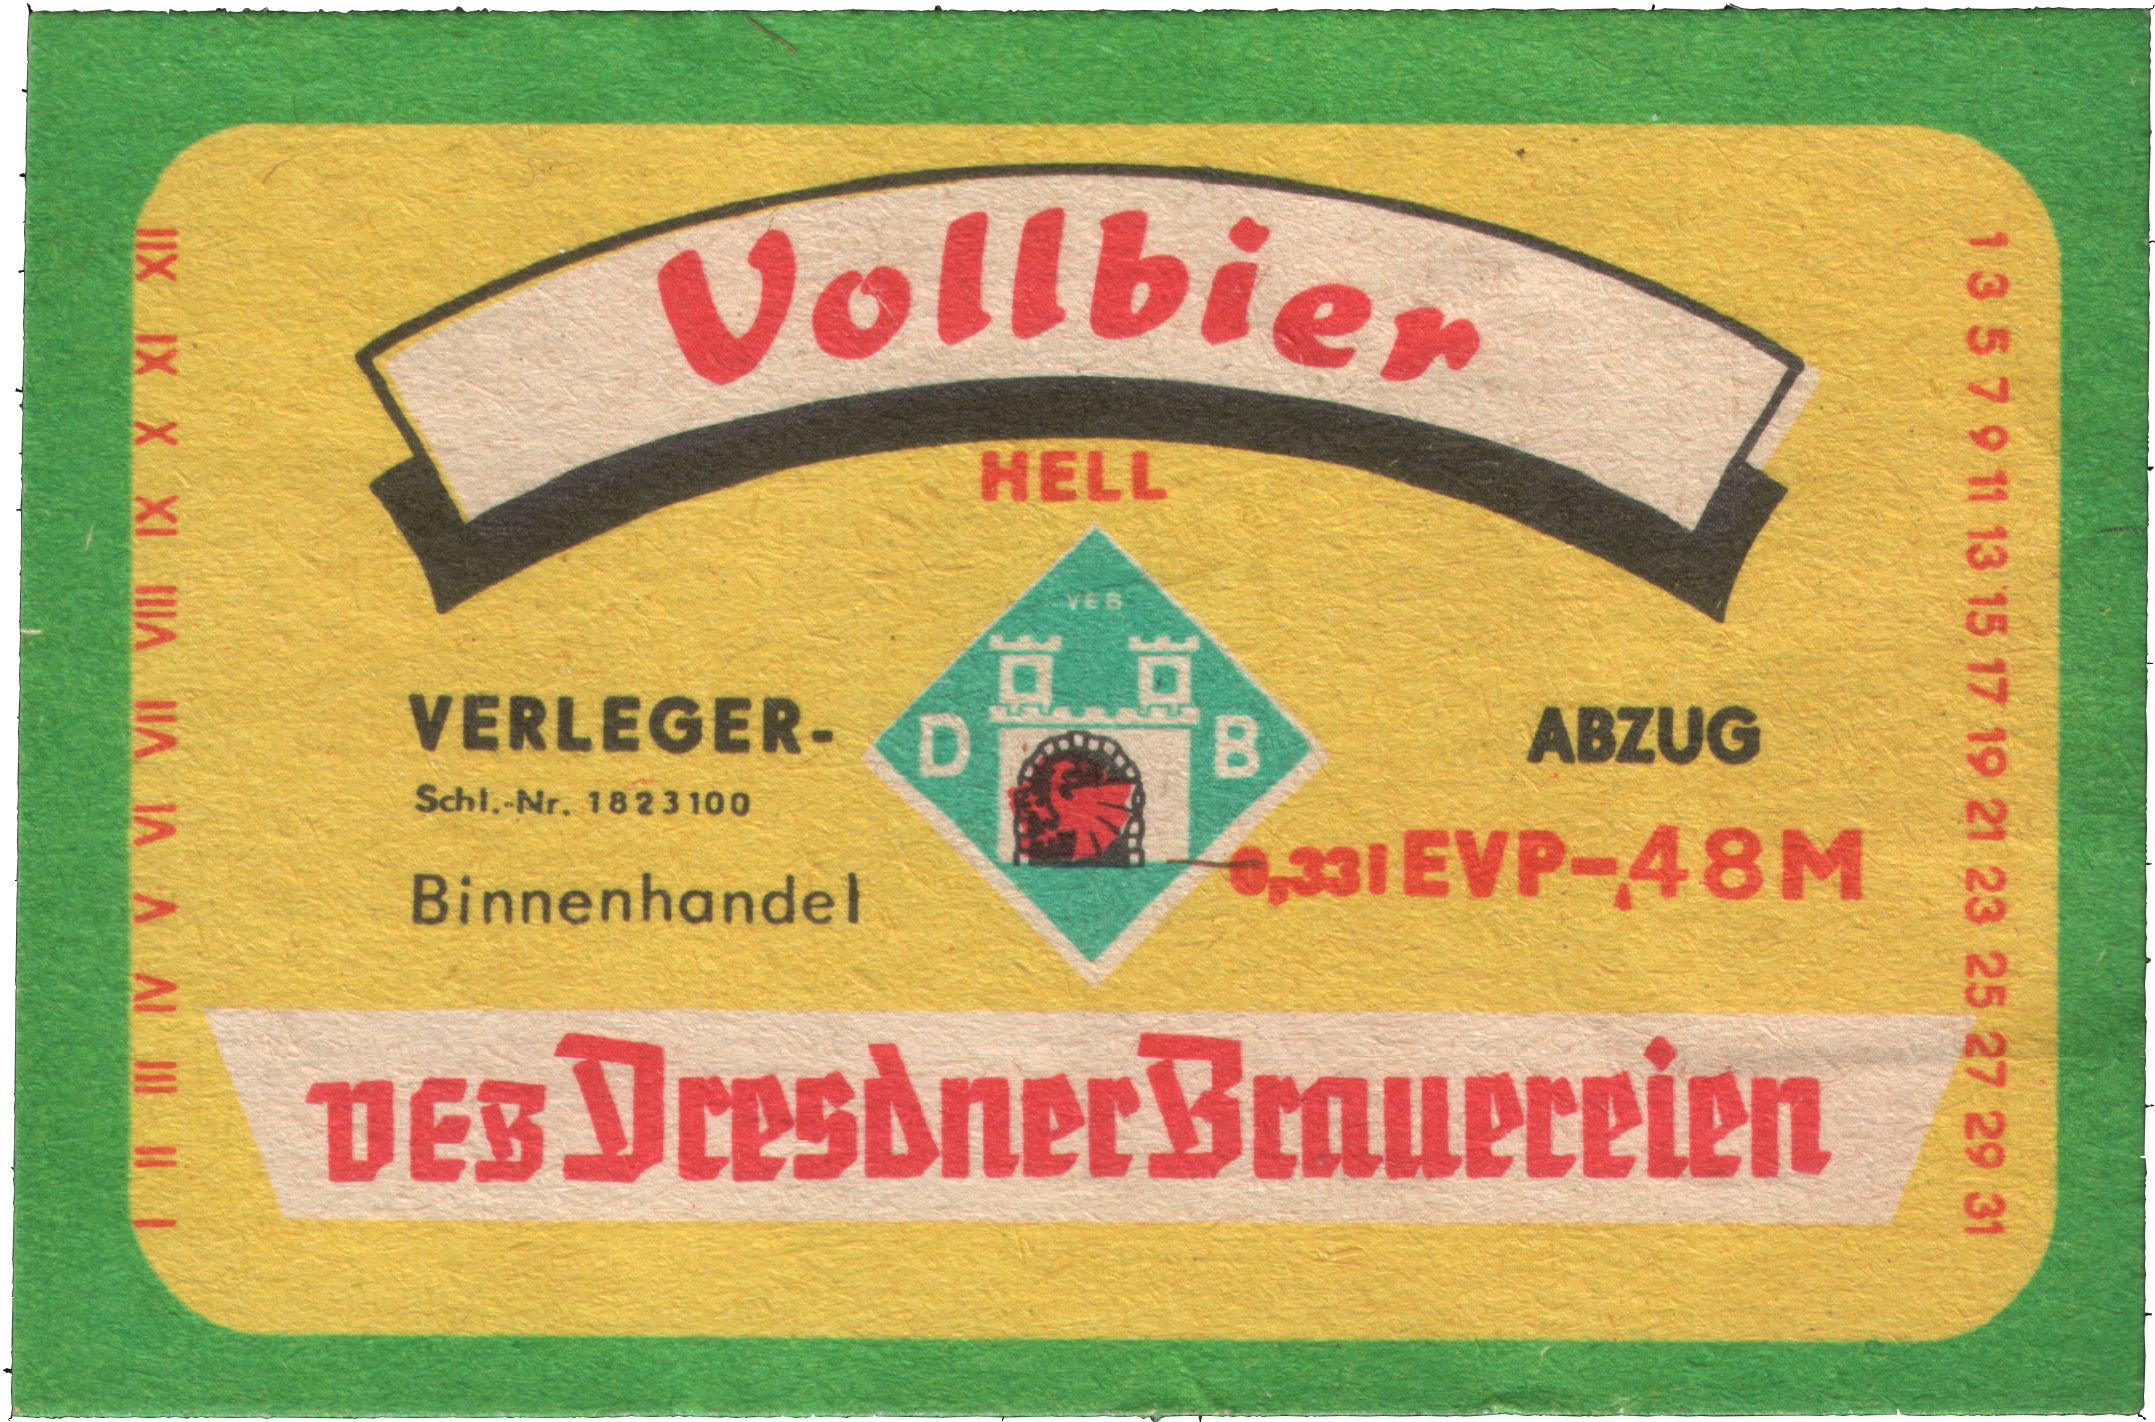 Vollbier
HELL
VEB
D B
VERLEGER- ABZUG
Schl.-Nr. 1823100
0,33l EVP -,48 M
Binnenhandel
VEB Dresdner Brauereien
I II III IV V VI VII VIII XI X XI XII
1 3 5 7 9 11 13 15 17 19 21 23 25 27 29 31